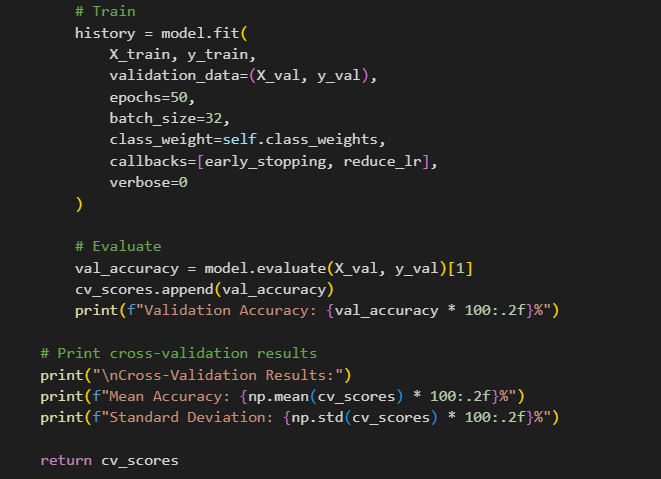 # Train
history = model.fit(
X_train, y_train,
validation_data=(X_val, y_val),
epochs=50,
batch_size=32,
class_weight=self.class_weights,
callbacks=[early_stopping, reduce_lr],
verbose=0
)
# Evaluate
val_accuracy = model.evaluate(X_val, y_val)[1]
cv_scores.append(val_accuracy)
print(f"Validation Accuracy: {val_accuracy * 100:.2f}%")
# Print cross-validation results
print("\nCross-Validation Results:")
print(f"Mean Accuracy: {np.mean(cv_scores) * 100:.2f}%")
print(f"Standard Deviation: {np.std(cv_scores) * 100:.2f}%")
return cv_scores